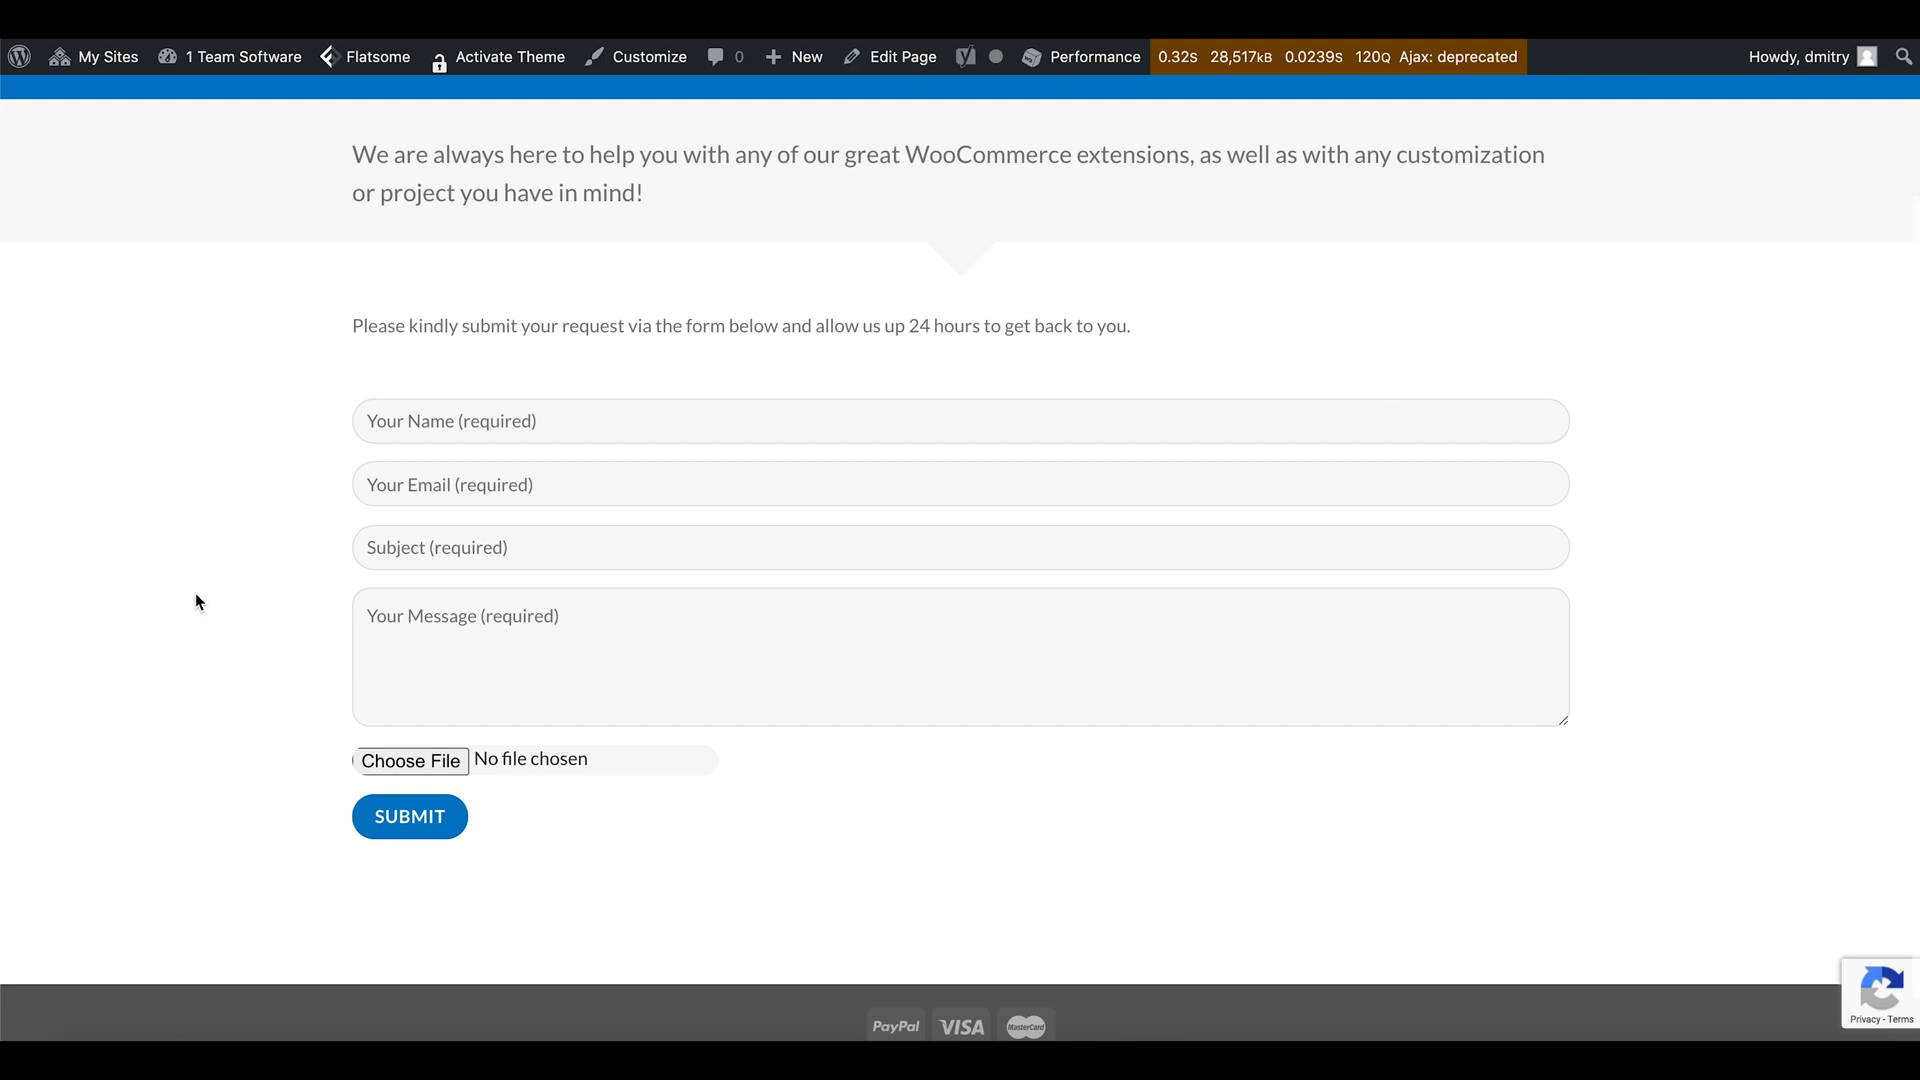 My Sites 1 Team Software Flatsome Activate Theme Customize 0 New Edit Page Performance 0.32S 28,517KB 0.0239S 120Q Ajax: deprecated Howdy, dmitry
We are always here to help you with any of our great WooCommerce extensions, as well as with any customization
or project you have in mind!
Please kindly submit your request via the form below and allow us up 24 hours to get back to you.
Your Name (required)
Your Email (required)
Subject (required)
Your Message (required)
Choose File No file chosen
SUBMIT
PayPal VISA MasterCard
Privacy - Terms